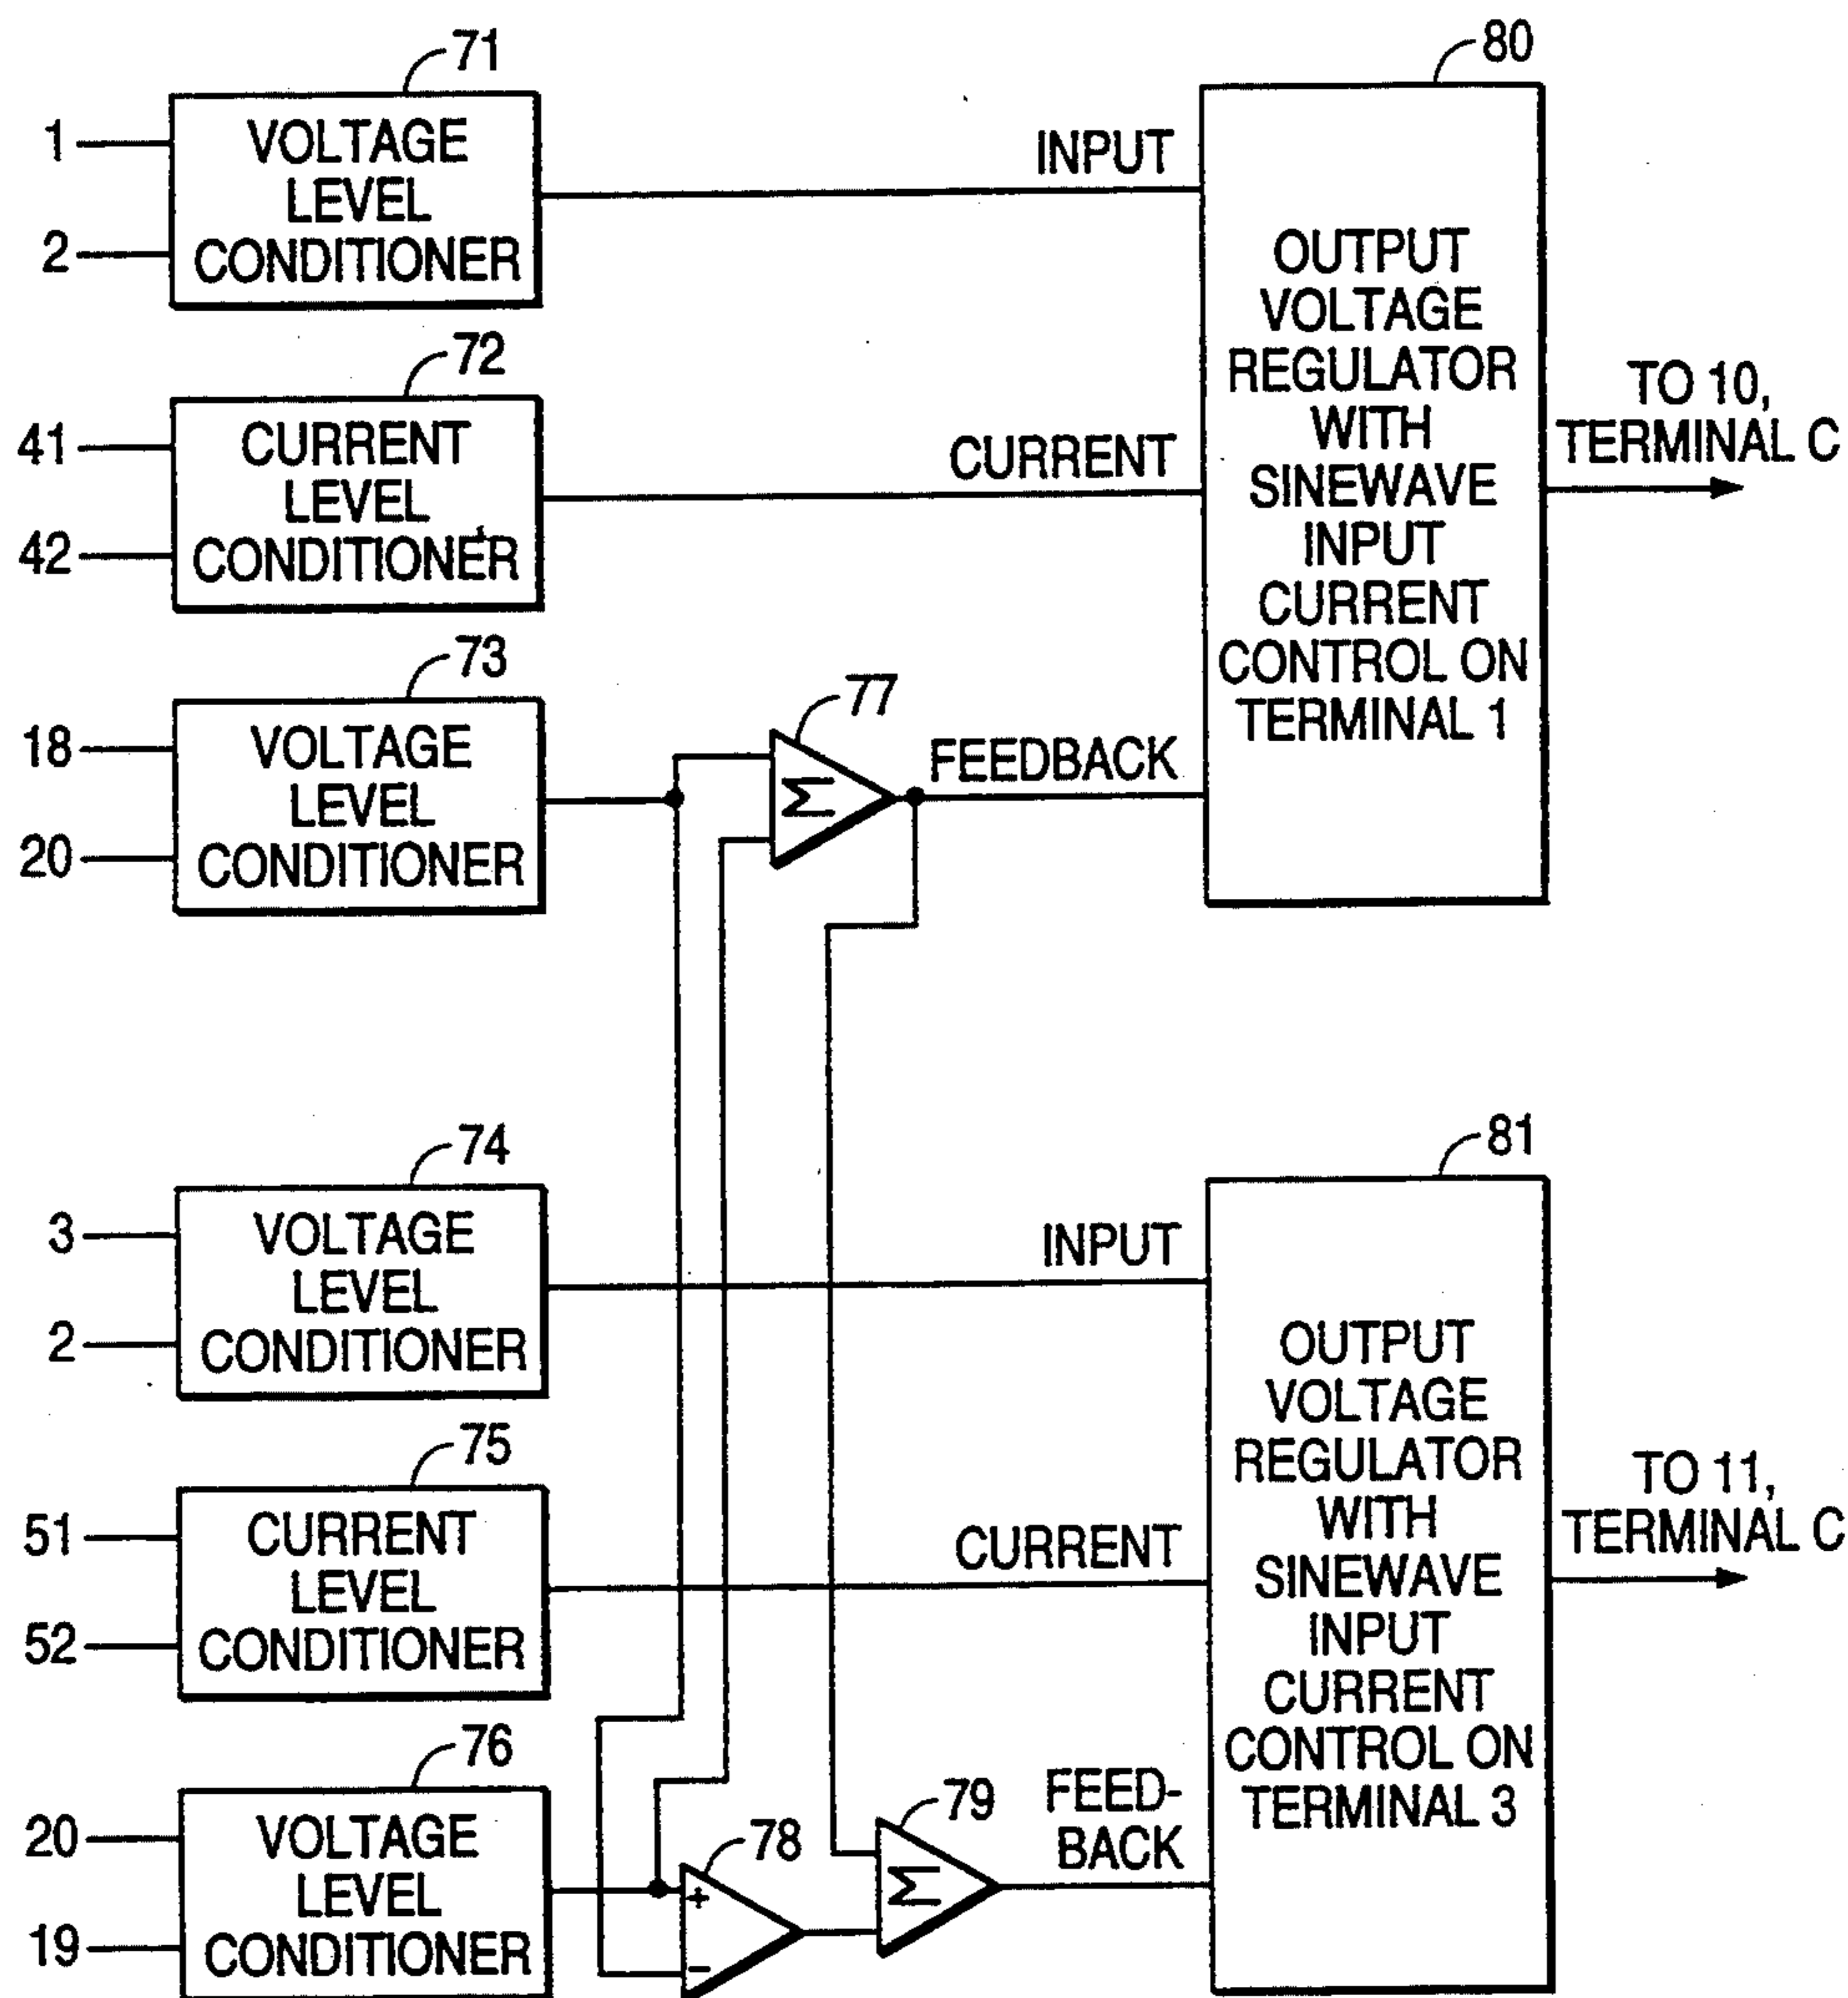 71
1
2
VOLTAGE
LEVEL
CONDITIONER
72
41
42
CURRENT
LEVEL
CONDITIONER
73
18
20
VOLTAGE
LEVEL
CONDITIONER
77
Σ
INPUT
CURRENT
FEEDBACK
80
OUTPUT
VOLTAGE
REGULATOR
WITH
SINEWAVE
INPUT
CURRENT
CONTROL ON
TERMINAL 1
TO 10,
TERMINAL C
74
3
2
VOLTAGE
LEVEL
CONDITIONER
75
51
52
CURRENT
LEVEL
CONDITIONER
76
20
19
VOLTAGE
LEVEL
CONDITIONER
78
+
−
79
Σ
INPUT
CURRENT
FEED-
BACK
81
OUTPUT
VOLTAGE
REGULATOR
WITH
SINEWAVE
INPUT
CURRENT
CONTROL ON
TERMINAL 3
TO 11,
TERMINAL C